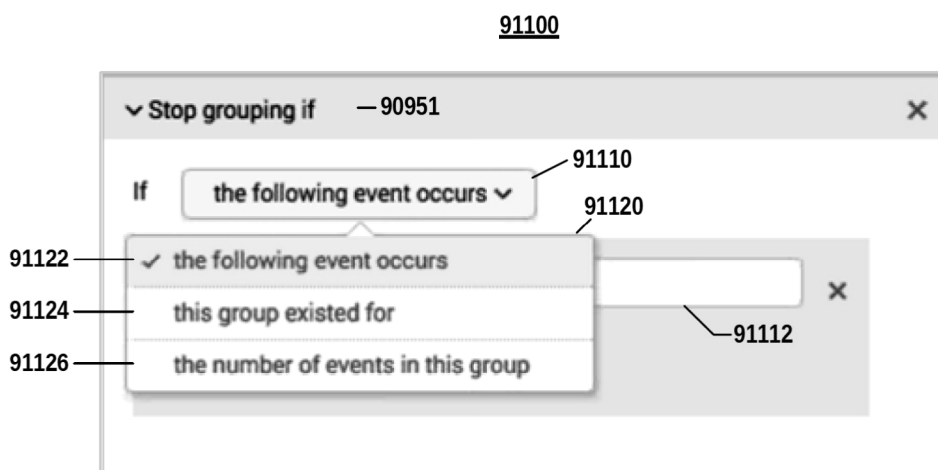 91100
Stop grouping if 90951
91110
If the following event occurs
91120
91122 the following event occurs
91124 this group existed for
91112
91126 the number of events in this group